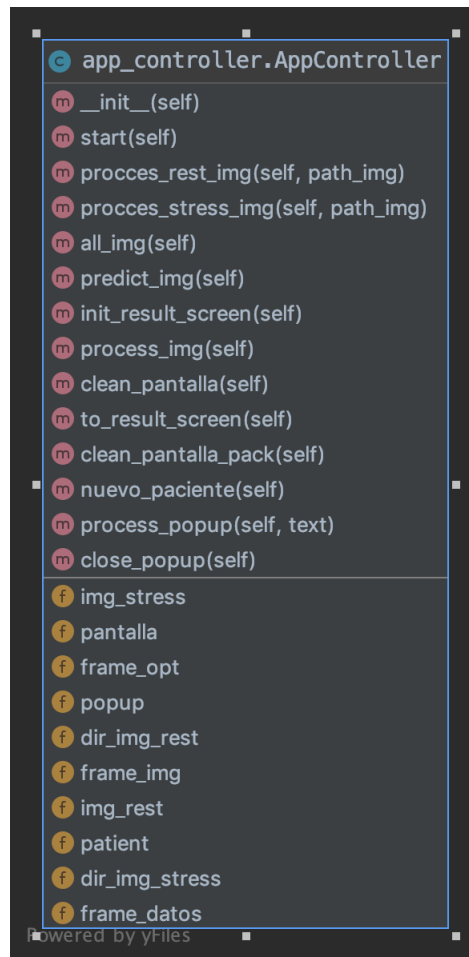 c app_controller.AppController
m __init__(self)
m start(self)
m procces_rest_img(self, path_img)
m procces_stress_img(self, path_img)
m all_img(self)
m predict_img(self)
m init_result_screen(self)
m process_img(self)
m clean_pantalla(self)
m to_result_screen(self)
m clean_pantalla_pack(self)
m nuevo_paciente(self)
m process_popup(self, text)
m close_popup(self)
f img_stress
f pantalla
f frame_opt
f popup
f dir_img_rest
f frame_img
f img_rest
f patient
f dir_img_stress
f frame_datos
Powered by yFiles